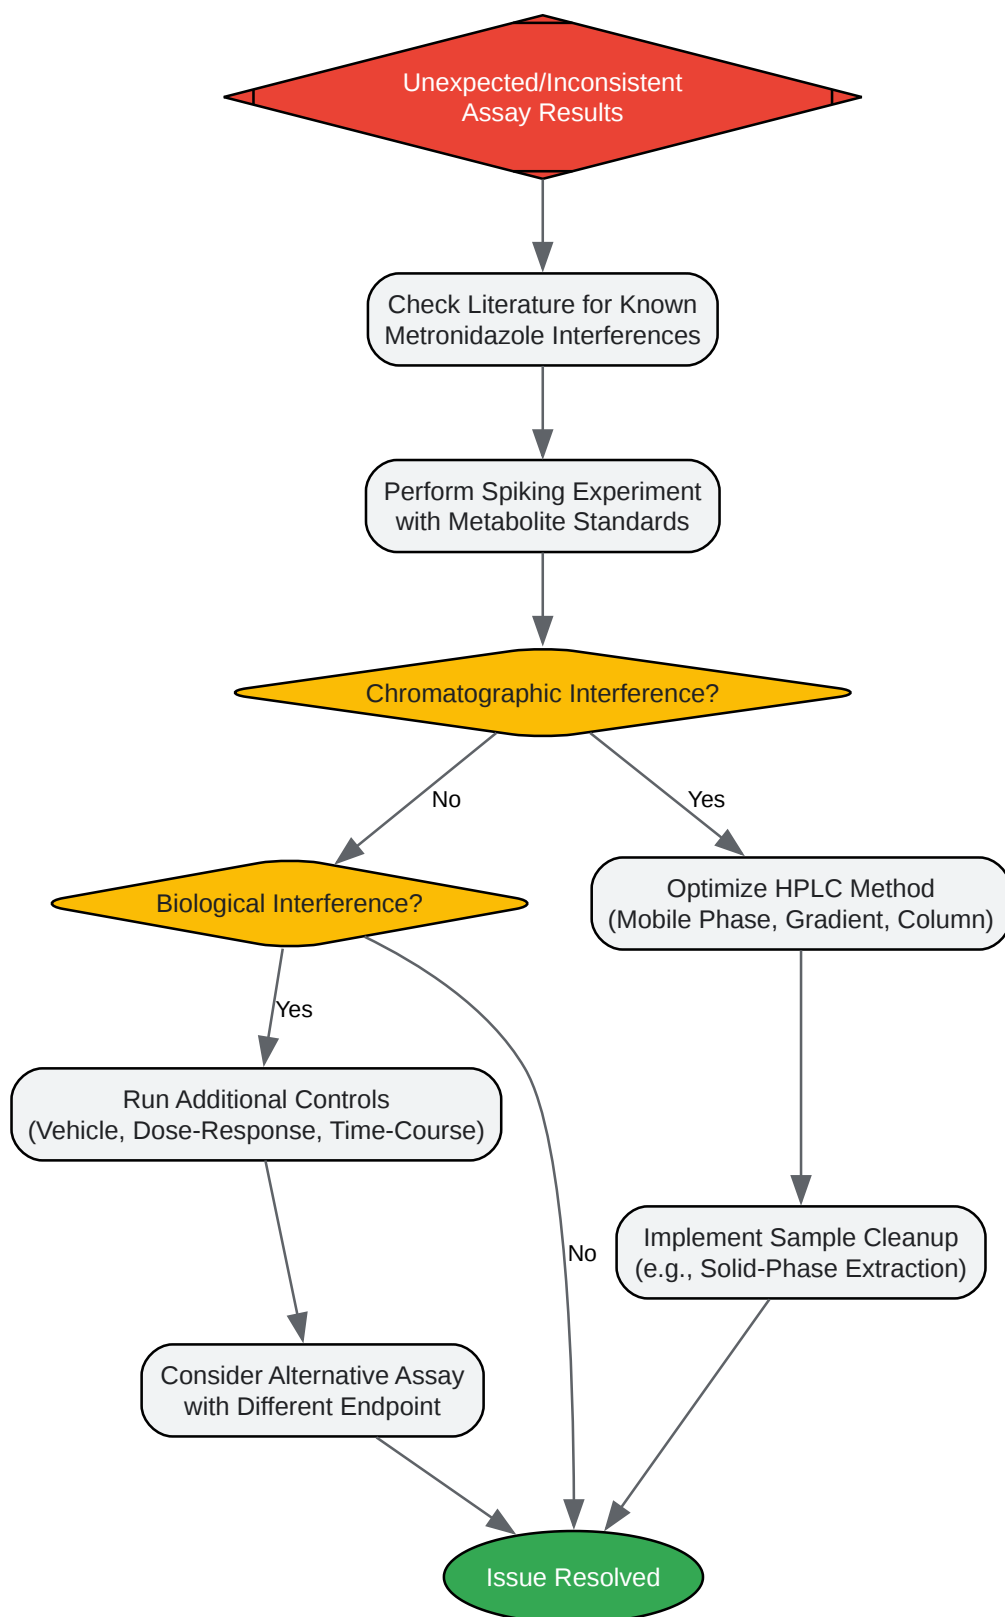 Unexpected/Inconsistent
Assay Results
Check Literature for Known
Metronidazole Interferences
Perform Spiking Experiment
with Metabolite Standards
Chromatographic Interference?
No
Yes
Biological Interference?
Optimize HPLC Method
(Mobile Phase, Gradient, Column)
Yes
Run Additional Controls
(Vehicle, Dose-Response, Time-Course)
No
Implement Sample Cleanup
(e.g., Solid-Phase Extraction)
Consider Alternative Assay
with Different Endpoint
Issue Resolved